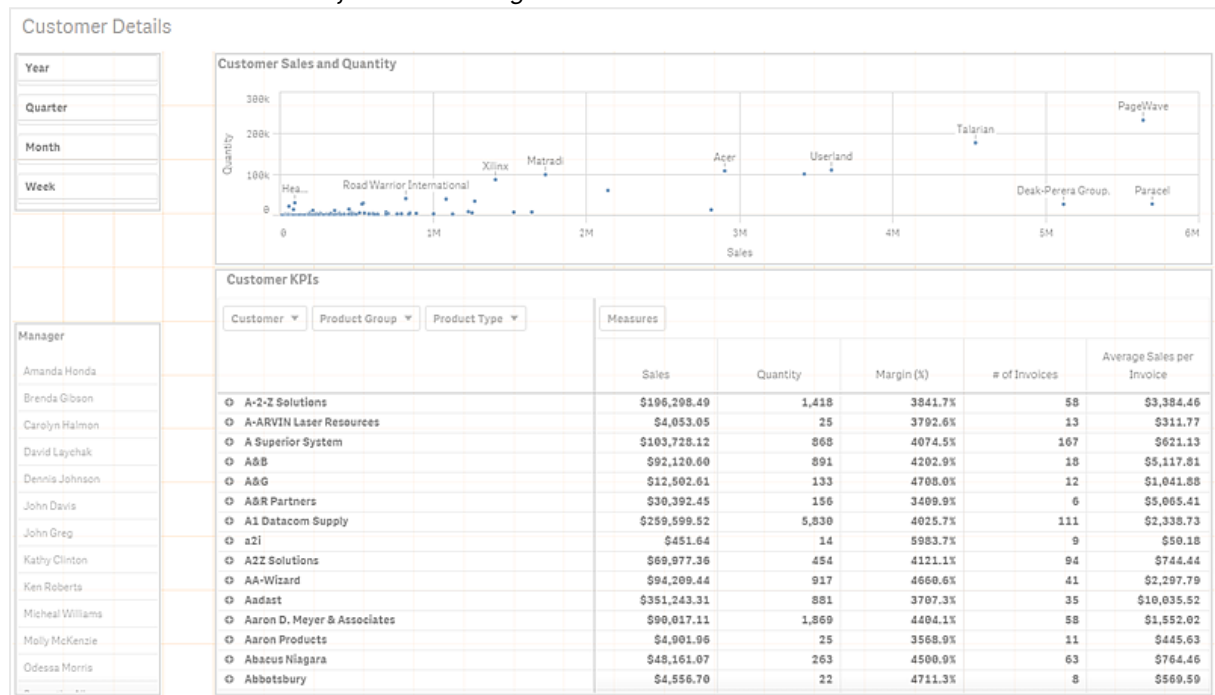 Customer Details
Year
Quarter
Month
Week
Customer Sales and Quantity
300k
200k
100k
0
Quantity
PageWave
Talarian
Acer
Userland
Xilinx
Matradi
Hea...
Road Warrior International
Deak-Perera Group.
Paracel
0 1M 2M 3M 4M 5M 6M
Sales
Manager
Amanda Honda
Brenda Gibson
Carolyn Halmon
David Laychak
Dennis Johnson
John Davis
John Greg
Kathy Clinton
Ken Roberts
Micheal Williams
Molly McKenzie
Odessa Morris
Customer KPIs
Customer Product Group Product Type Measures
Sales Quantity Margin (%) # of Invoices Average Sales per Invoice
A-2-Z Solutions $196,298.49 1,418 3841.7% 58 $3,384.46
A-ARVIN Laser Resources $4,053.05 25 3792.6% 13 $311.77
A Superior System $103,728.12 868 4074.5% 167 $621.13
A&B $92,120.60 891 4202.9% 18 $5,117.81
A&G $12,502.61 133 4708.0% 12 $1,041.88
A&R Partners $30,392.45 156 3409.9% 6 $5,065.41
A1 Datacom Supply $259,599.52 5,830 4025.7% 111 $2,338.73
a2i $451.64 14 5983.7% 9 $50.18
A2Z Solutions $69,977.36 454 4121.1% 94 $744.44
AA-Wizard $94,209.44 917 4660.6% 41 $2,297.79
Aadast $351,243.31 881 3707.3% 35 $10,035.52
Aaron D. Meyer & Associates $90,017.11 1,869 4404.1% 58 $1,552.02
Aaron Products $4,901.96 25 3568.9% 11 $445.63
Abacus Niagara $48,161.07 263 4500.9% 63 $764.46
Abbotsbury $4,556.70 22 4711.3% 8 $569.59